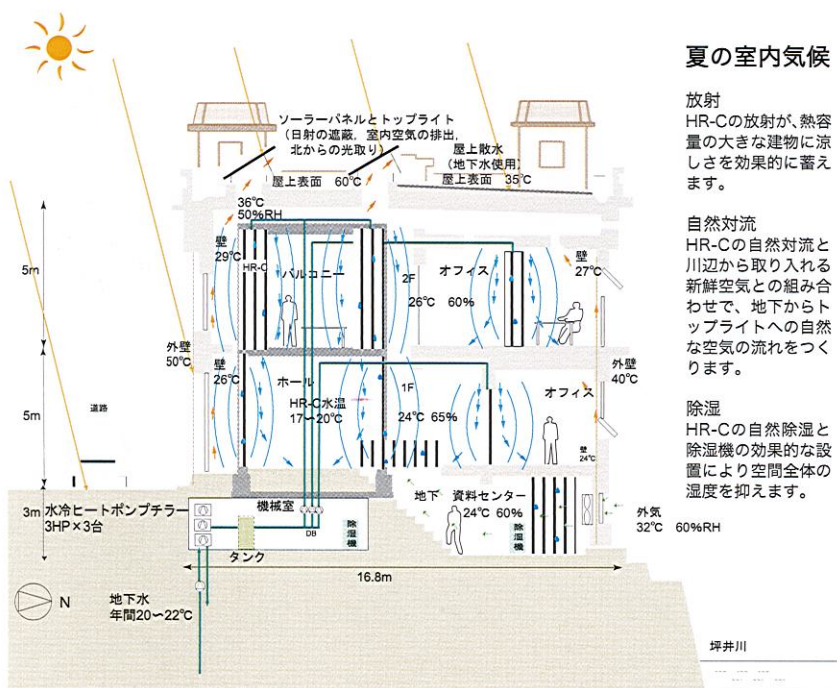 夏の室内気候
放射
HR-Cの放射が、熱容
量の大きな建物に涼
しさを効果的に蓄え
ます。
自然対流
HR-Cの自然対流と
川辺から取り入れる
新鮮空気との組み合
わせで、地下からト
ップライトへの自然
な空気の流れをつく
ります。
除湿
HR-Cの自然除湿と
除湿機の効果的な設
置により空間全体の
湿度を抑えます。
ソーラーパネルとトップライト
(日射の遮蔽，室内空気の排出，
北からの光取り)
屋上散水
(地下水使用)
屋上表面 60℃
屋上表面 35℃
36℃
50%RH
壁
29℃
HR-C
バルコニー
2F
オフィス
26℃ 60%
壁
27℃
5m
外壁
50℃
壁
26℃
ホール
1F
オフィス
外壁
40℃
HR-C水温
17〜20℃
24℃ 65%
5m
道路
壁
24℃
3m
水冷ヒートポンプチラー
3HP×3台
機械室
DB
除湿機
タンク
地下
資料センター
24℃ 60%
除湿機
外気
32℃ 60%RH
16.8m
N
地下水
年間20〜22℃
坪井川